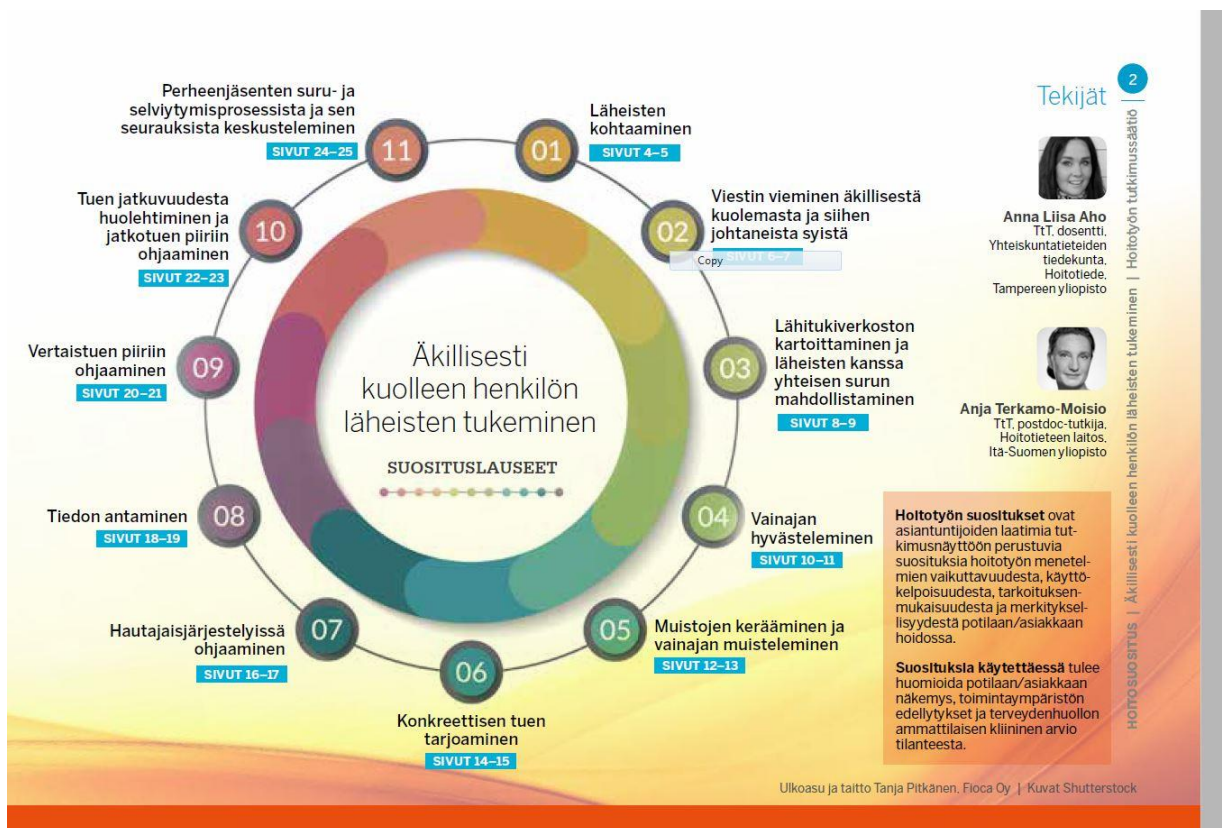 Perheenjäsenten suru- ja
selviytymisprosessista ja sen
seurauksista keskusteleminen
SIVUT 24–25
11
01
Läheisten
kohtaaminen
SIVUT 4–5
Tuen jatkuvuudesta
huolehtiminen ja
jatkotuen piiriin
ohjaaminen
SIVUT 22–23
10
02
Viestin vieminen äkillisestä
kuolemasta ja siihen
johtaneista syistä
SIVUT 6–7
Copy
Vertaistuen piiriin
ohjaaminen
SIVUT 20–21
09
03
Lähitukiverkoston
kartoittaminen ja
läheisten kanssa
yhteisen surun
mahdollistaminen
SIVUT 8–9
Äkillisesti
kuolleen henkilön
läheisten tukeminen
SUOSITUSLAUSEET
Tiedon antaminen
SIVUT 18–19
08
04
Vainajan
hyvästeleminen
SIVUT 10–11
Hautajaisjärjestelyissä
ohjaaminen
SIVUT 16–17
07
05
Muistojen kerääminen ja
vainajan muisteleminen
SIVUT 12–13
06
Konkreettisen tuen
tarjoaminen
SIVUT 14–15
Tekijät
2
Anna Liisa Aho
TtT, dosentti,
Yhteiskuntatieteiden
tiedekunta,
Hoitotiede,
Tampereen yliopisto
Anja Terkamo-Moisio
TtT, postdoc-tutkija,
Hoitotieteen laitos,
Itä-Suomen yliopisto
Hoitotyön suositukset ovat
asiantuntijoiden laatimia tut-
kimusnäyttöön perustuvia
suosituksia hoitotyön menetel-
mien vaikuttavuudesta, käyttö-
kelpoisuudesta, tarkoituksen-
mukaisuudesta ja merkityksel-
lisyydestä potilaan/asiakkaan
hoidossa.
Suosituksia käytettäessä tulee
huomioida potilaan/asiakkaan
näkemys, toimintaympäristön
edellytykset ja terveydenhuollon
ammattilaisen kliininen arvio
tilanteesta.
HOITOSUOSITUS | Äkillisesti kuolleen henkilön läheisten tukeminen | Hoitotyön tutkimussäätiö
Ulkoasu ja taitto Tanja Pitkänen, Fioca Oy | Kuvat Shutterstock